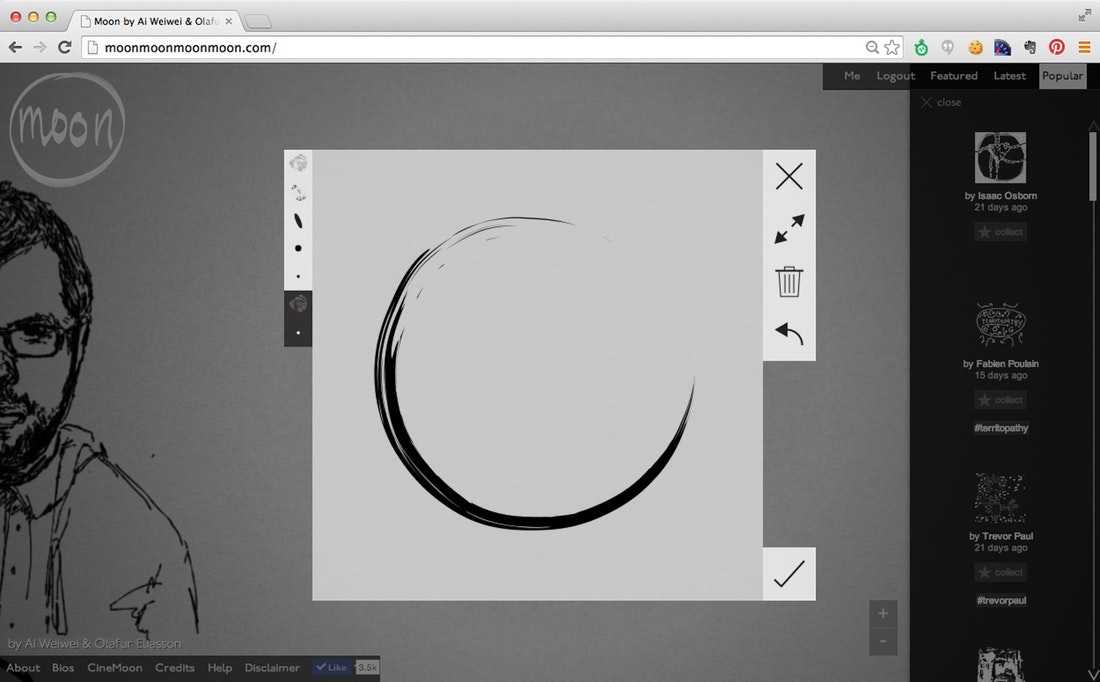 Moon by Ai Weiwei & Olafu
moonmoonmoonmoon.com/
moon
Me Logout Featured Latest Popular
close
by Isaac Osborn
21 days ago
collect
TERRITOPATHY
by Fabien Poulain
15 days ago
collect
#territopathy
by Trevor Paul
21 days ago
collect
#trevorpaul
+
-
by Ai Weiwei & Olafur Eliasson
About Bios CineMoon Credits Help Disclaimer Like 3.5k